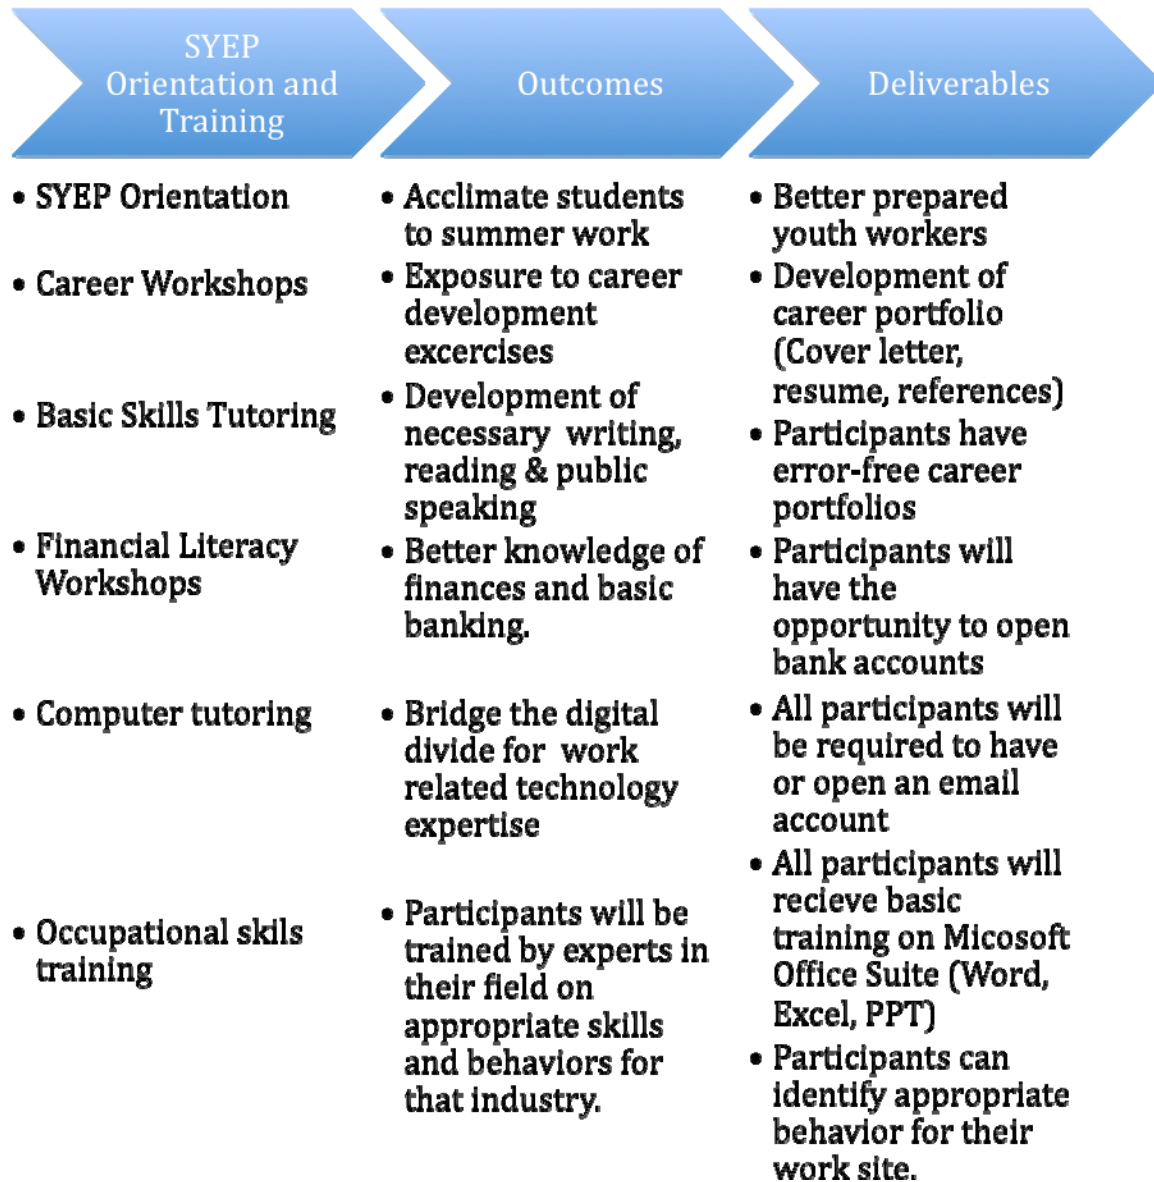 SYEP
Orientation and
Training
Outcomes
Deliverables
• SYEP Orientation
• Career Workshops
• Basic Skills Tutoring
• Financial Literacy
Workshops
• Computer tutoring
• Occupational skils
training
• Acclimate students
to summer work
• Exposure to career
development
excercises
• Development of
necessary writing,
reading & public
speaking
• Better knowledge of
finances and basic
banking.
• Bridge the digital
divide for work
related technology
expertise
• Participants will be
trained by experts in
their field on
appropriate skills
and behaviors for
that industry.
• Better prepared
youth workers
• Development of
career portfolio
(Cover letter,
resume, references)
• Participants have
error-free career
portfolios
• Participants will
have the
opportunity to open
bank accounts
• All participants will
be required to have
or open an email
account
• All participants will
recieve basic
training on Micosoft
Office Suite (Word,
Excel, PPT)
• Participants can
identify appropriate
behavior for their
work site.